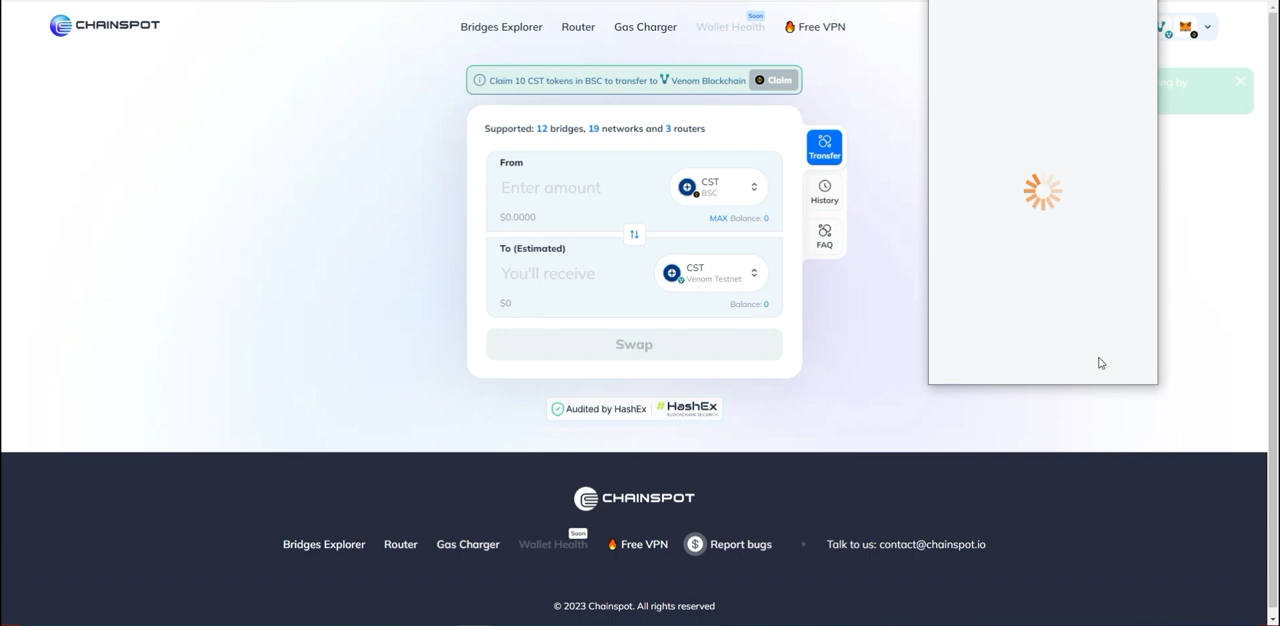 CHAINSPOT
Bridges Explorer Router Gas Charger Wallet Health Soon Free VPN
ng by
Claim 10 CST tokens in BSC to transfer to Venom Blockchain Claim
Supported: 12 bridges, 19 networks and 3 routers
From
Enter amount
CST
BSC
$0.0000
MAX Balance: 0
To (Estimated)
You'll receive
CST
Venom Testnet
$0
Balance: 0
Swap
Transfer
History
FAQ
Audited by HashEx
#HashEx
BLOCKCHAIN SECURITY
CHAINSPOT
Bridges Explorer Router Gas Charger Wallet Health Soon Free VPN $ Report bugs • Talk to us: contact@chainspot.io
© 2023 Chainspot. All rights reserved